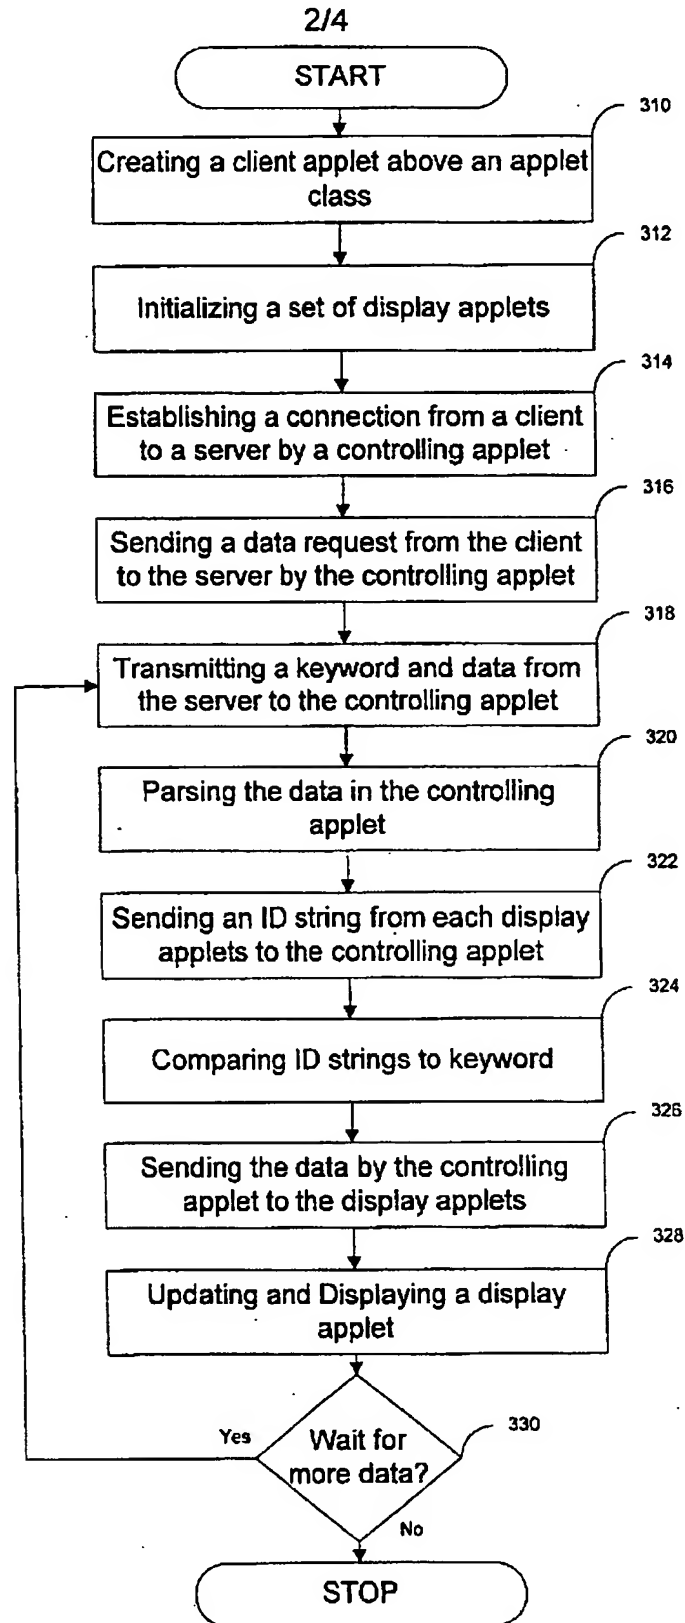 2/4
START
310
Creating a client applet above an applet
class
312
Initializing a set of display applets
314
Establishing a connection from a client
to a server by a controlling applet
316
Sending a data request from the client
to the server by the controlling applet
318
Transmitting a keyword and data from
the server to the controlling applet
320
Parsing the data in the controlling
applet
322
Sending an ID string from each display
applets to the controlling applet
324
Comparing ID strings to keyword
326
Sending the data by the controlling
applet to the display applets
328
Updating and Displaying a display
applet
330
Yes
Wait for
more data?
No
STOP